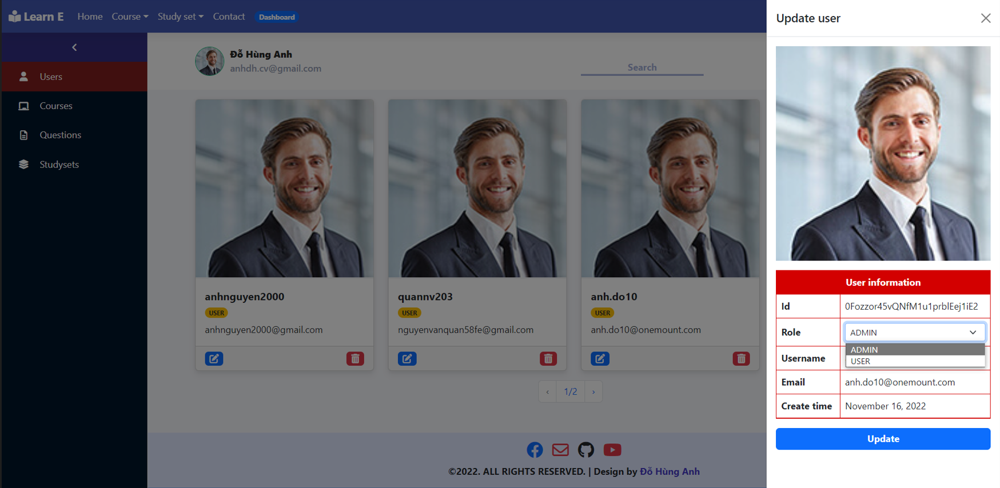 Learn E Home Course Study set Contact Dashboard
Users
Courses
Questions
Studysets
Đỗ Hùng Anh
anhdh.cv@gmail.com
Search
anhnguyen2000
USER
anhnguyen2000@gmail.com
quannv203
USER
nguyenvanquan58fe@gmail.com
anh.do10
USER
anh.do10@onemount.com
‹ 1/2 ›
©2022. ALL RIGHTS RESERVED. | Design by Đỗ Hùng Anh
Update user
User information
Id 0Fozzor45vQNfM1u1prblEej1iE2
Role ADMIN
ADMIN
USER
Username
Email anh.do10@onemount.com
Create time November 16, 2022
Update